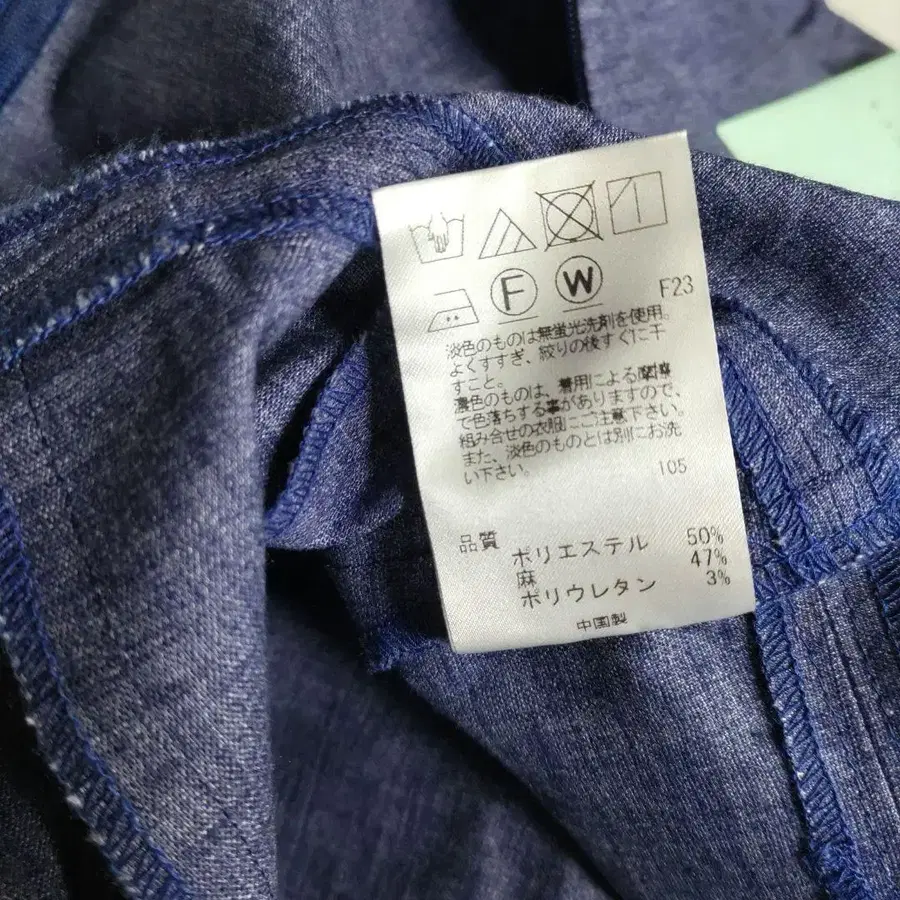 F W F23
淡色のものは無蛍光洗剤を使用。
よくすすぎ、絞りの後すぐに干
すこと。
濃色のものは、着用による摩擦等
で色落ちする事がありますので、
組み合せの衣服にご注意下さい。
また、淡色のものとは別にお洗
い下さい。 105
品質 ポリエステル 50%
麻 47%
ポリウレタン 3%
中国製